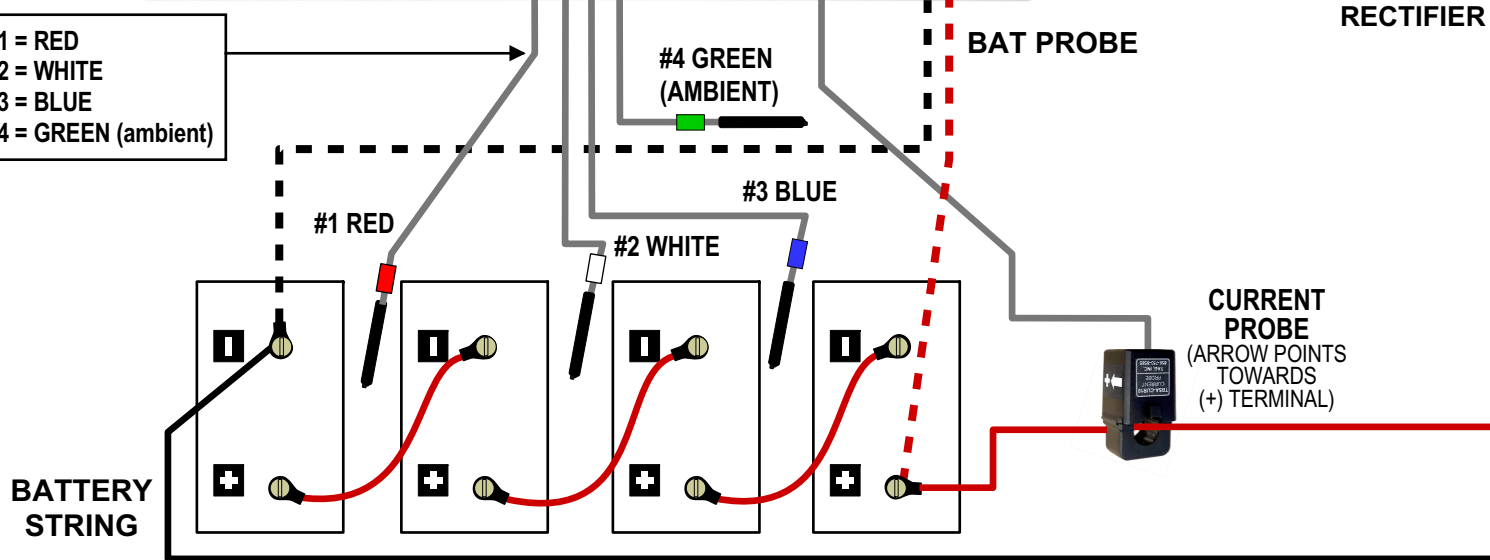 1 = RED
2 = WHITE
3 = BLUE
4 = GREEN (ambient)
#4 GREEN
(AMBIENT)
BAT PROBE
RECTIFIER
#1 RED
#2 WHITE
#3 BLUE
CURRENT
PROBE
(ARROW POINTS
TOWARDS
(+) TERMINAL)
BATTERY
STRING